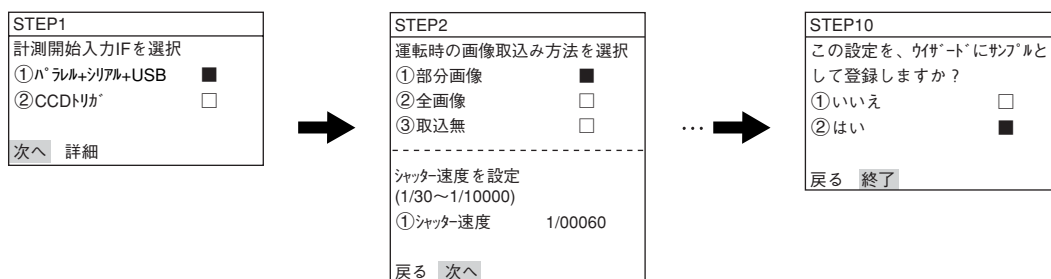 STEP1
計測開始入力IFを選択
①ﾊﾟﾗﾚﾙ+ｼﾘｱﾙ+USB ■
②CCDﾄﾘｶﾞ □
次へ 詳細
STEP2
運転時の画像取込み方法を選択
①部分画像 ■
②全画像 □
③取込無 □
ｼｬｯﾀｰ速度を設定
(1/30～1/10000)
①ｼｬｯﾀｰ速度 1/00060
戻る 次へ
…
STEP10
この設定を、ｳｨｻﾞｰﾄﾞにｻﾝﾌﾟﾙと
して登録しますか？
①いいえ □
②はい ■
戻る 終了